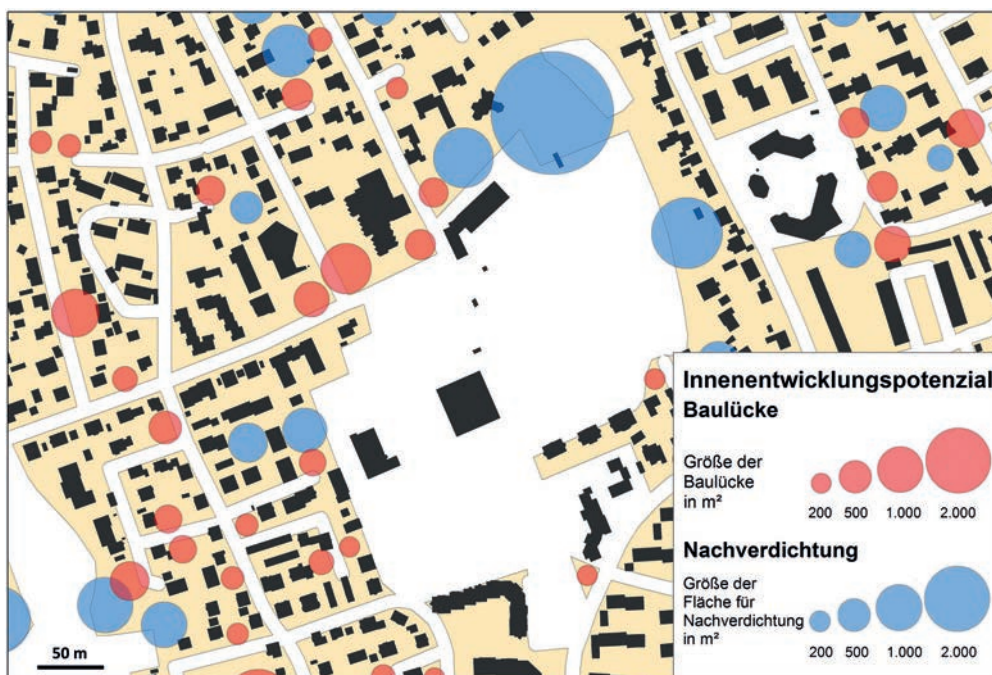 50 m
Innenentwicklungspotenzial
Baulücke
Größe der
Baulücke
in m²
200 500 1.000 2.000
Nachverdichtung
Größe der
Fläche für
Nachverdichtung
in m²
200 500 1.000 2.000